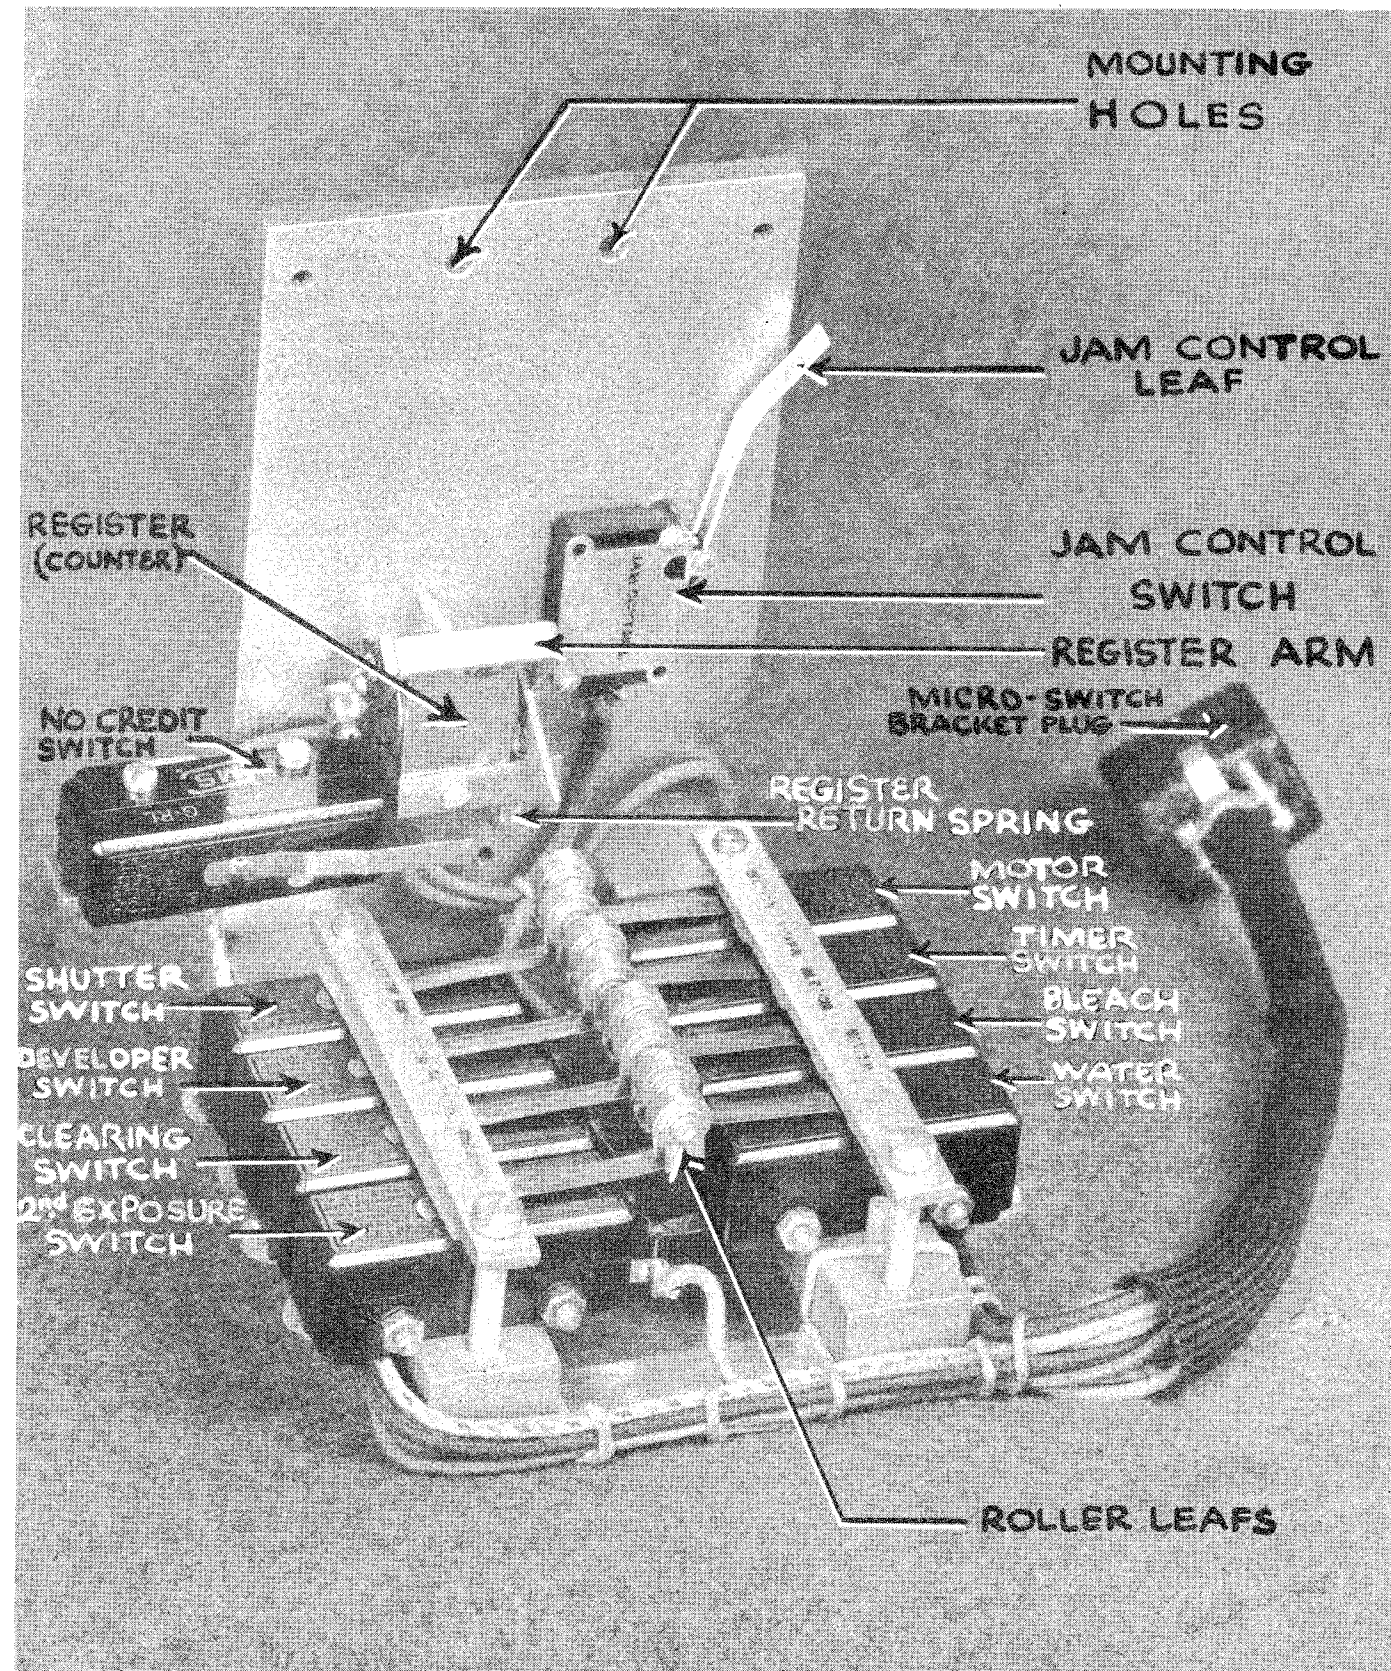 MOUNTING
HOLES
JAM CONTROL
LEAF
REGISTER
(COUNTER)
JAM CONTROL
SWITCH
REGISTER ARM
MICRO-SWITCH
BRACKET PLUG
NO CREDIT
SWITCH
REGISTER
RETURN SPRING
MOTOR
SWITCH
TIMER
SWITCH
BLEACH
SWITCH
WATER
SWITCH
SHUTTER
SWITCH
DEVELOPER
SWITCH
CLEARING
SWITCH
2nd EXPOSURE
SWITCH
ROLLER LEAFS